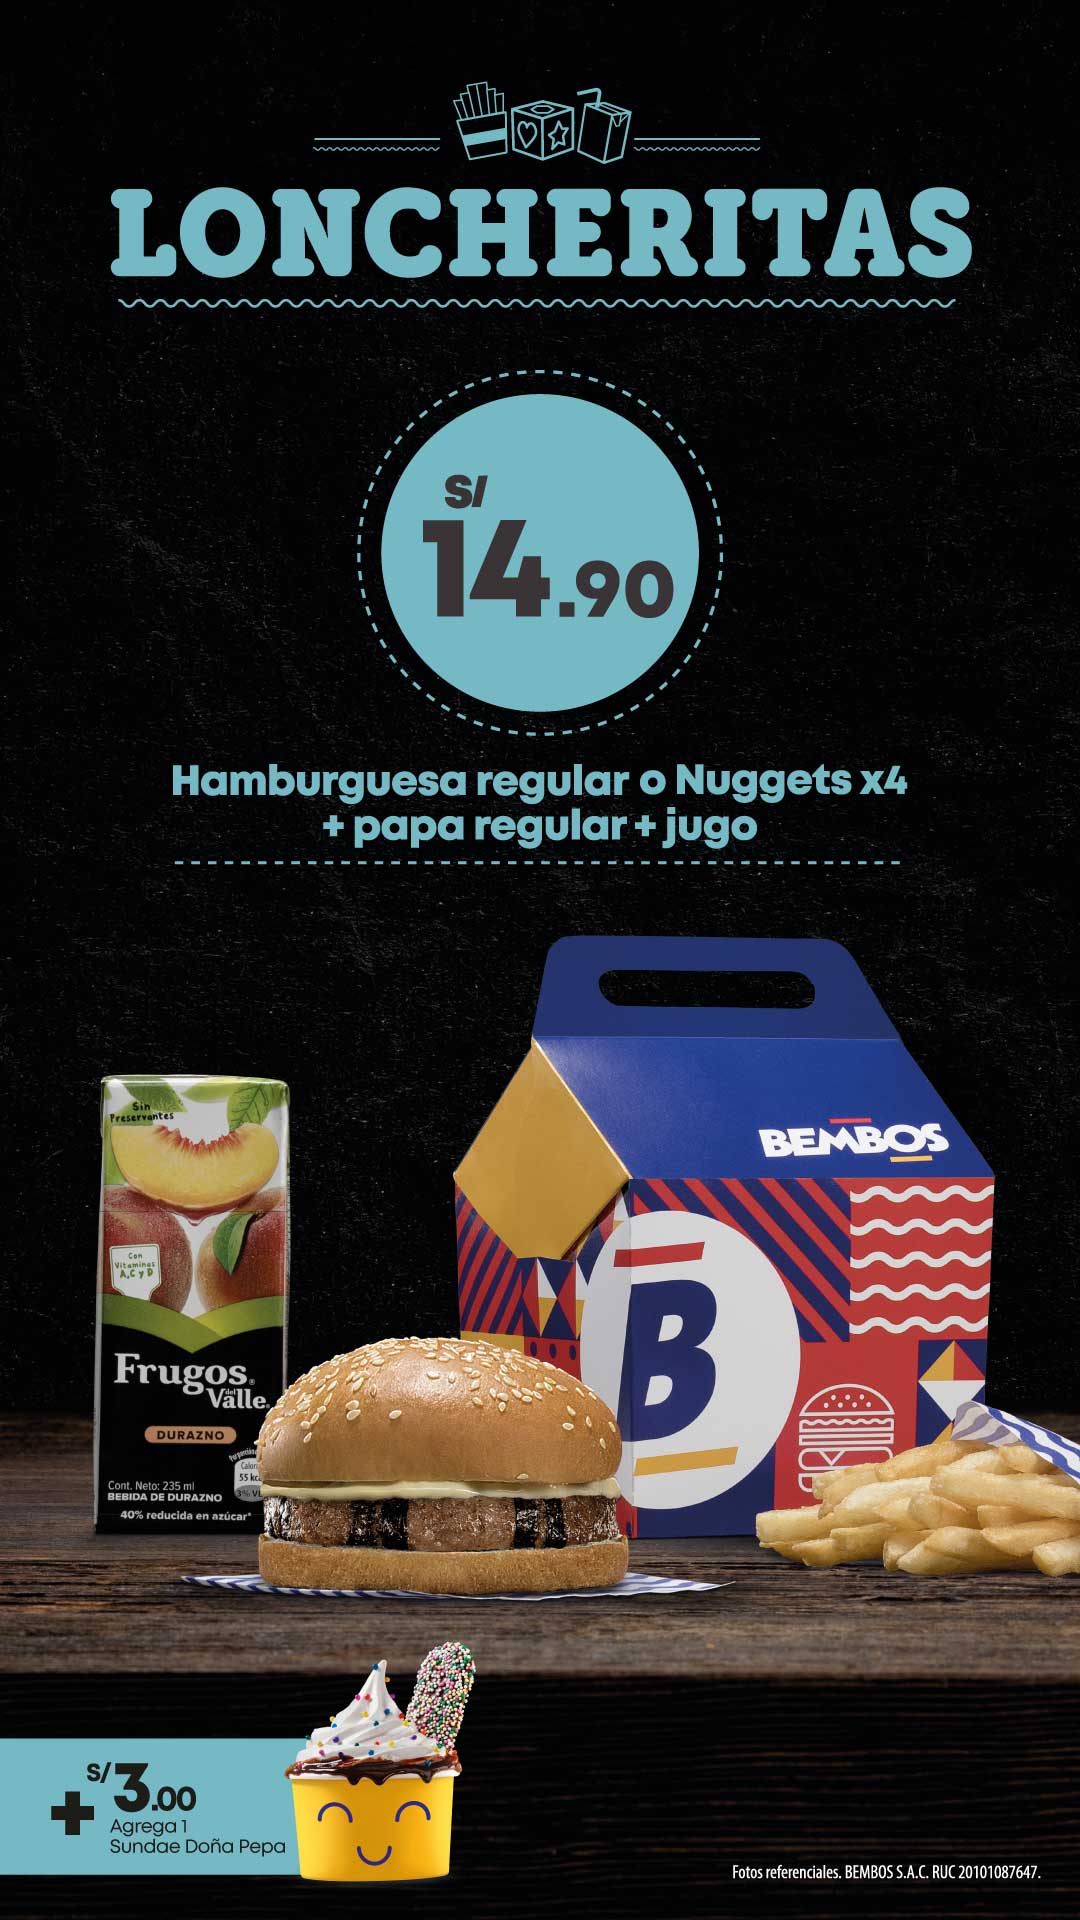 LONCHERITAS
S/
14.90
Hamburguesa regular o Nuggets x4
+ papa regular + jugo
BEMBOS
B
Sin
Preservantes
Con
Vitaminas
A,C y D
Frugos®
del
Valle
DURAZNO
Cont. Neto: 235 ml
BEBIDA DE DURAZNO
40% reducida en azúcar*
55
3%
+ S/3.00
Agrega 1
Sundae Doña Pepa
Fotos referenciales. BEMBOS S.A.C. RUC 20101087647.